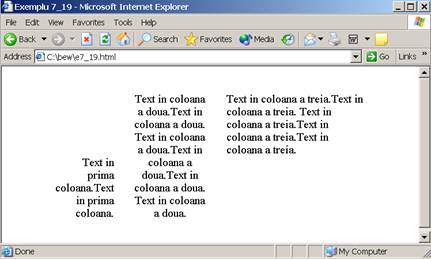 Exemplu 7_19 - Microsoft Internet Explorer
File Edit View Favorites Tools Help
Back Search Favorites Media
Address C:\bew\e7_19.html Go Links »
Text in
prima
coloana.Text
in prima
coloana.
Text in coloana
a doua.Text in
coloana a doua.
Text in coloana
a doua.Text in
coloana a
doua.Text in
coloana a doua.
Text in coloana
a doua.
Text in coloana a treia.Text in
coloana a treia. Text in
coloana a treia.Text in
coloana a treia.Text in
coloana a treia.
Done My Computer